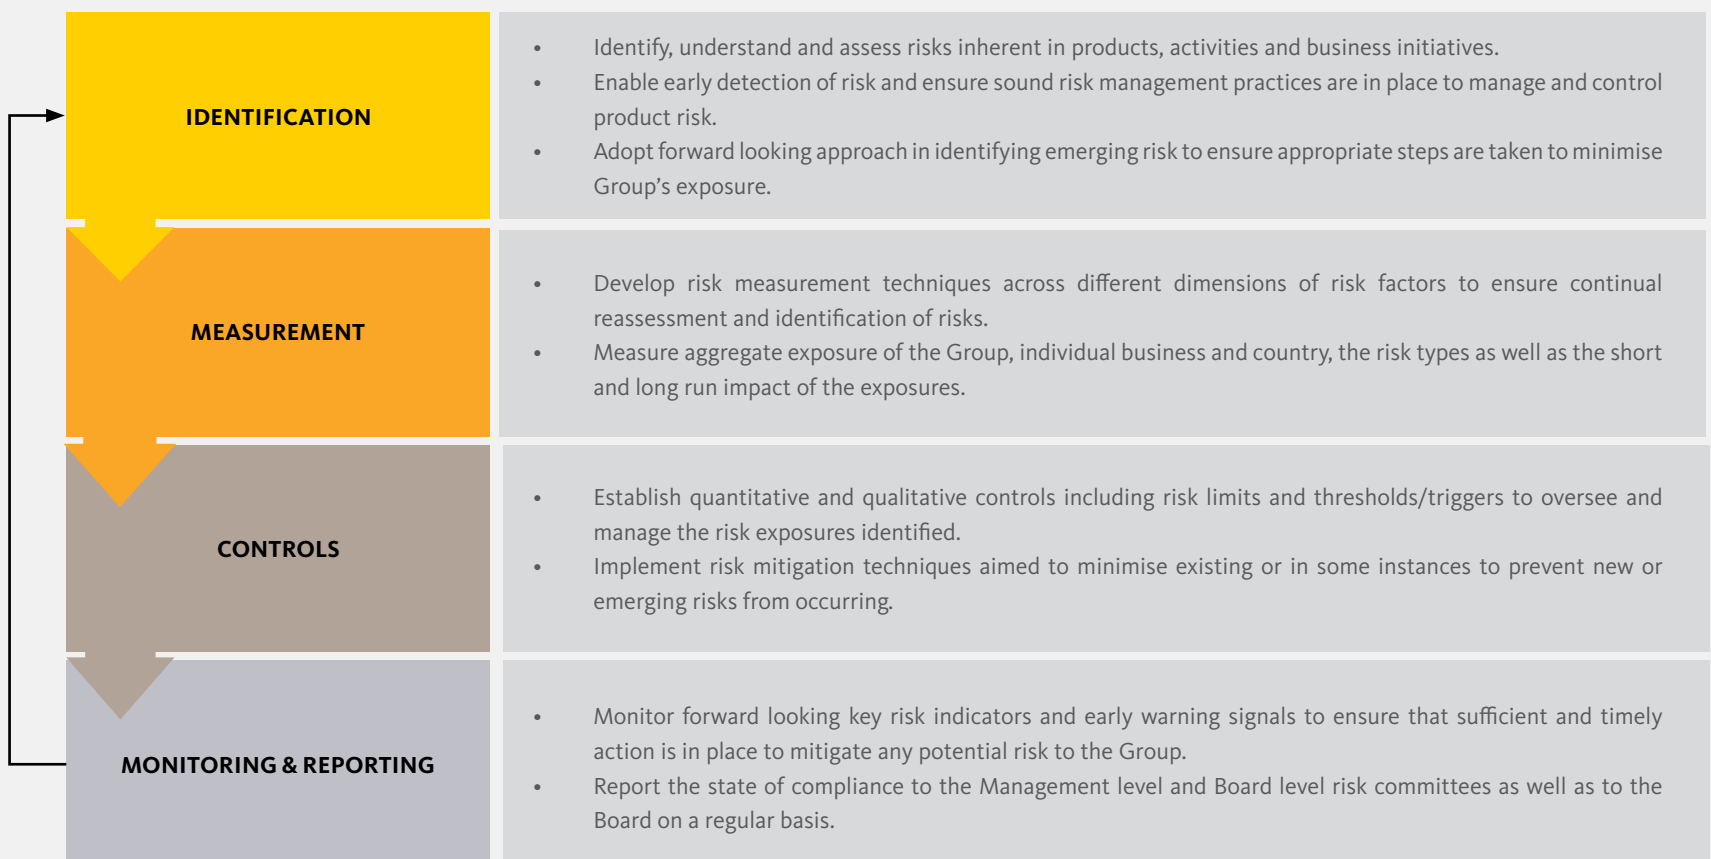 IDENTIFICATION
• Identify, understand and assess risks inherent in products, activities and business initiatives.
• Enable early detection of risk and ensure sound risk management practices are in place to manage and control
product risk.
• Adopt forward looking approach in identifying emerging risk to ensure appropriate steps are taken to minimise
Group’s exposure.
MEASUREMENT
• Develop risk measurement techniques across different dimensions of risk factors to ensure continual
reassessment and identification of risks.
• Measure aggregate exposure of the Group, individual business and country, the risk types as well as the short
and long run impact of the exposures.
CONTROLS
• Establish quantitative and qualitative controls including risk limits and thresholds/triggers to oversee and
manage the risk exposures identified.
• Implement risk mitigation techniques aimed to minimise existing or in some instances to prevent new or
emerging risks from occurring.
MONITORING & REPORTING
• Monitor forward looking key risk indicators and early warning signals to ensure that sufficient and timely
action is in place to mitigate any potential risk to the Group.
• Report the state of compliance to the Management level and Board level risk committees as well as to the
Board on a regular basis.